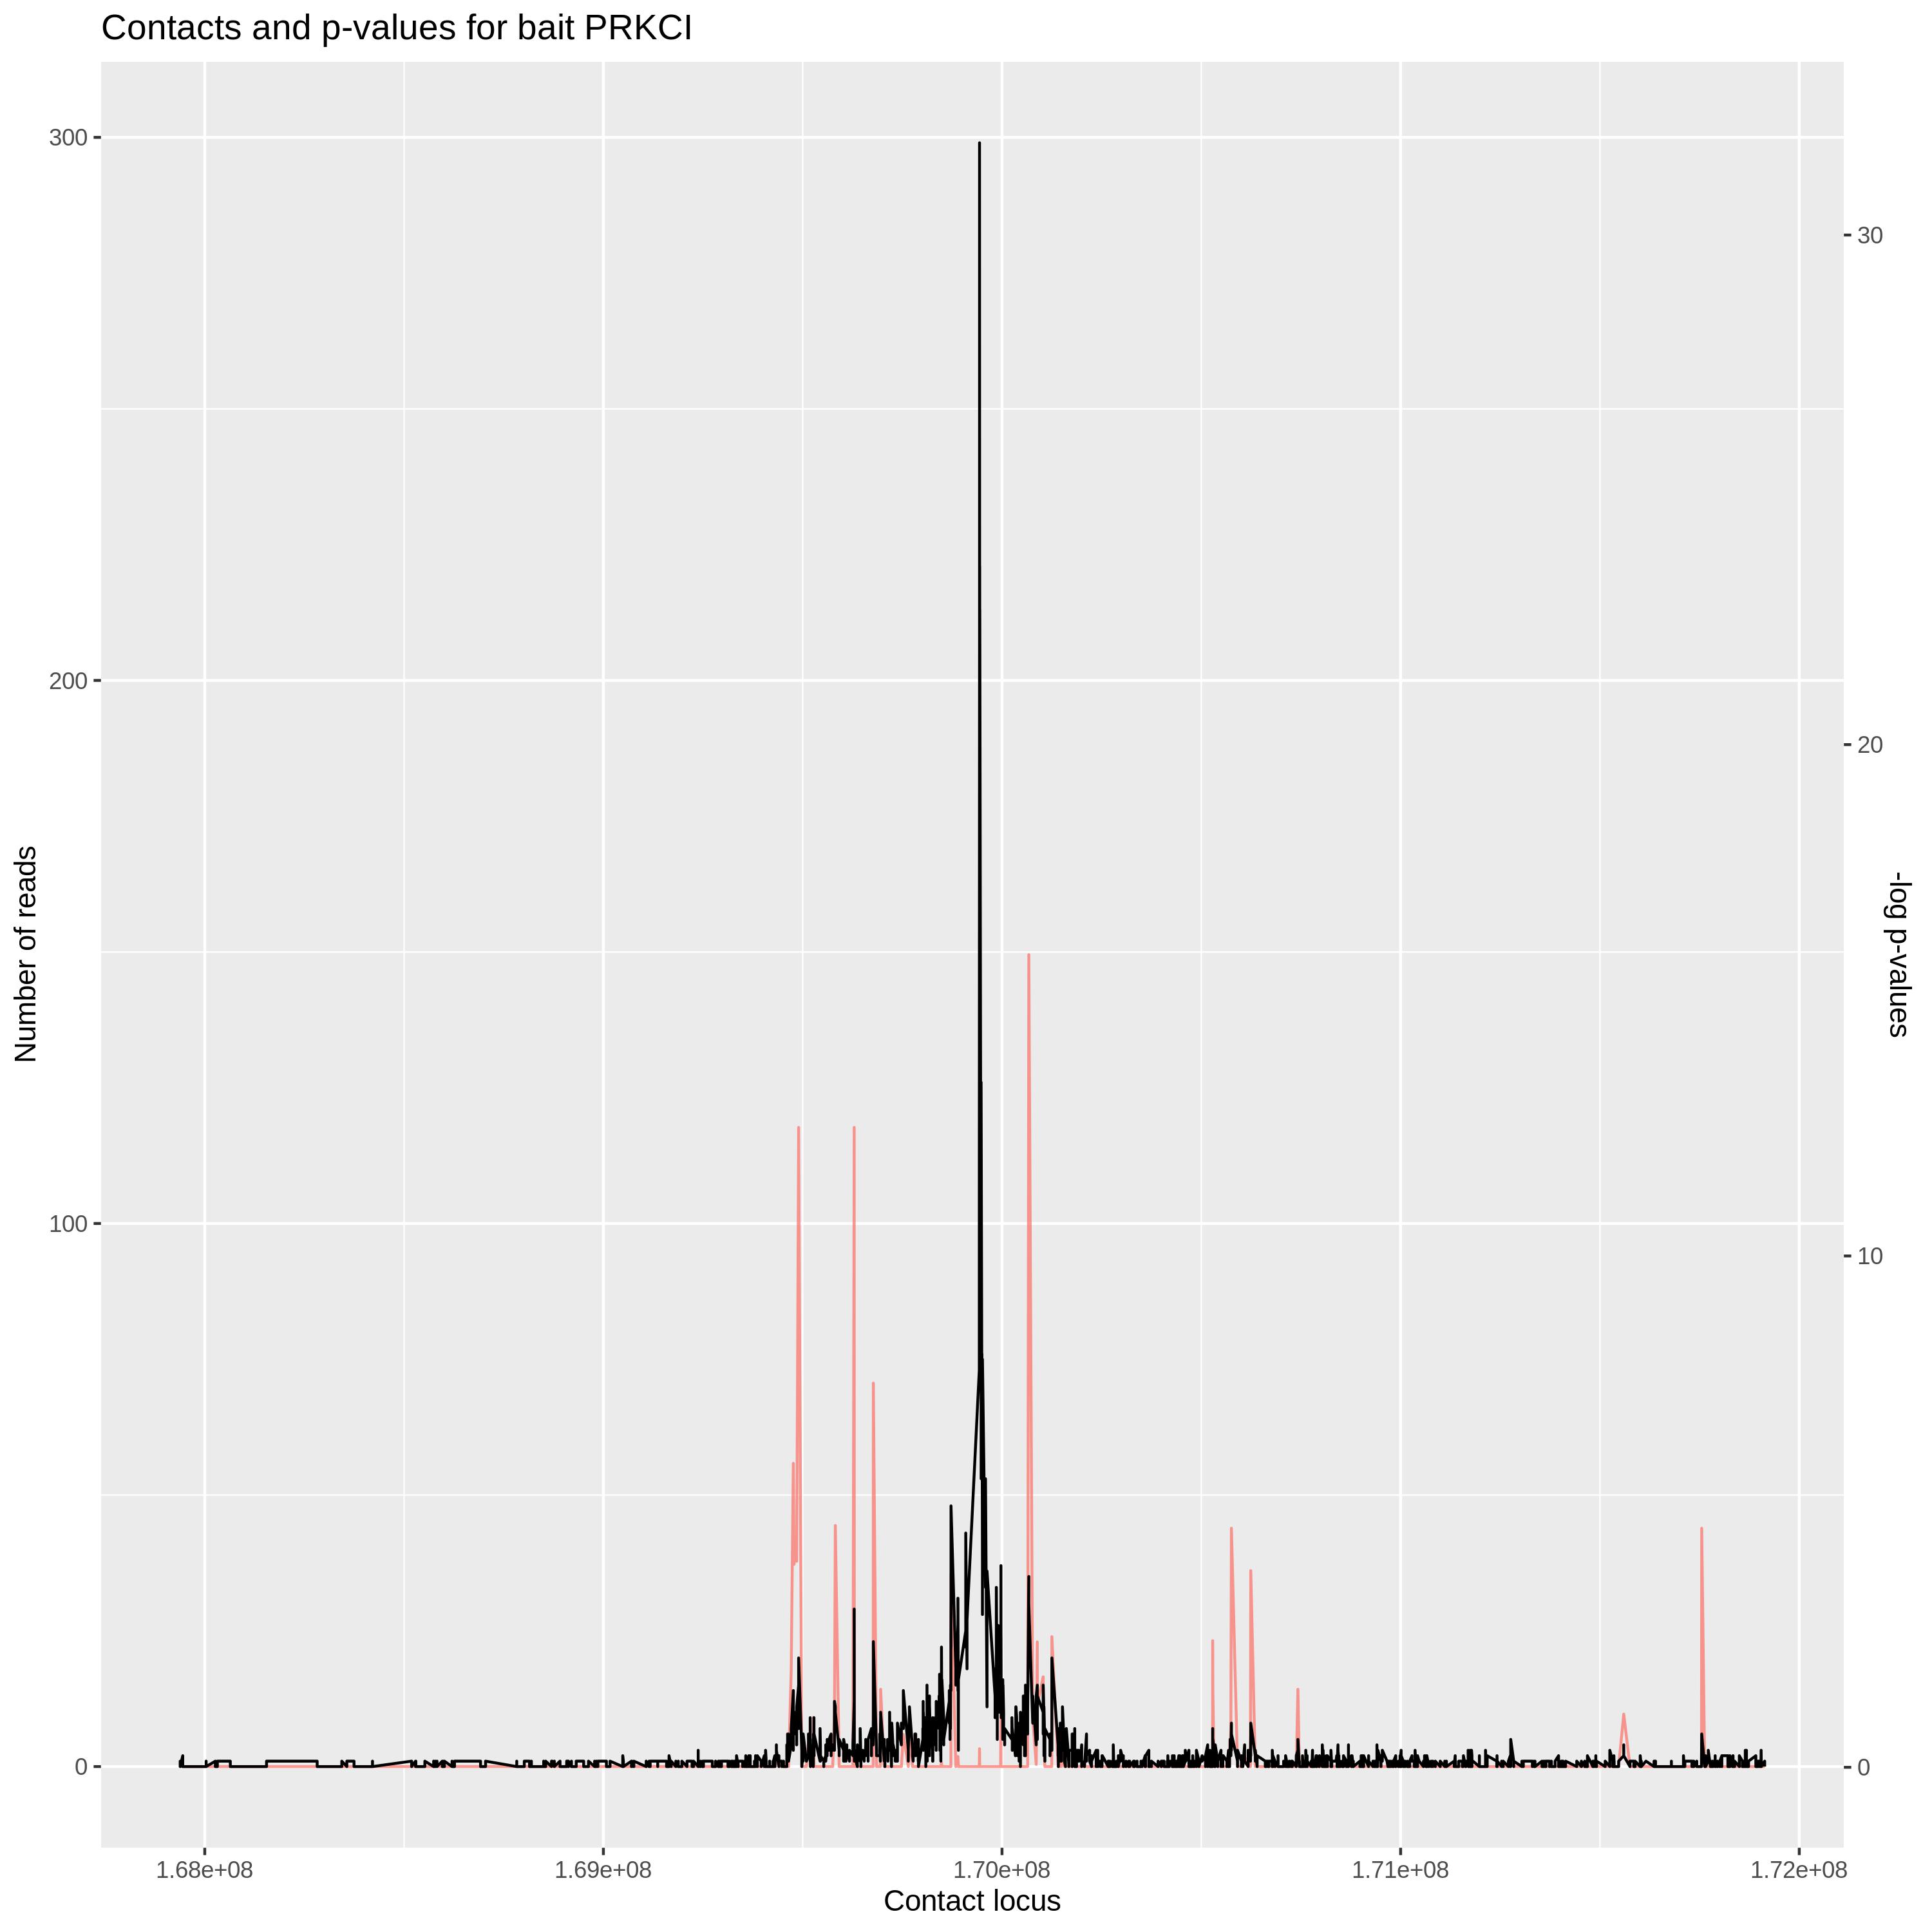 Contacts and p-values for bait PRKCI
300
200
100
0
Number of reads
30
20
10
0
-log p-values
1.68e+08
1.69e+08
1.70e+08
1.71e+08
1.72e+08
Contact locus